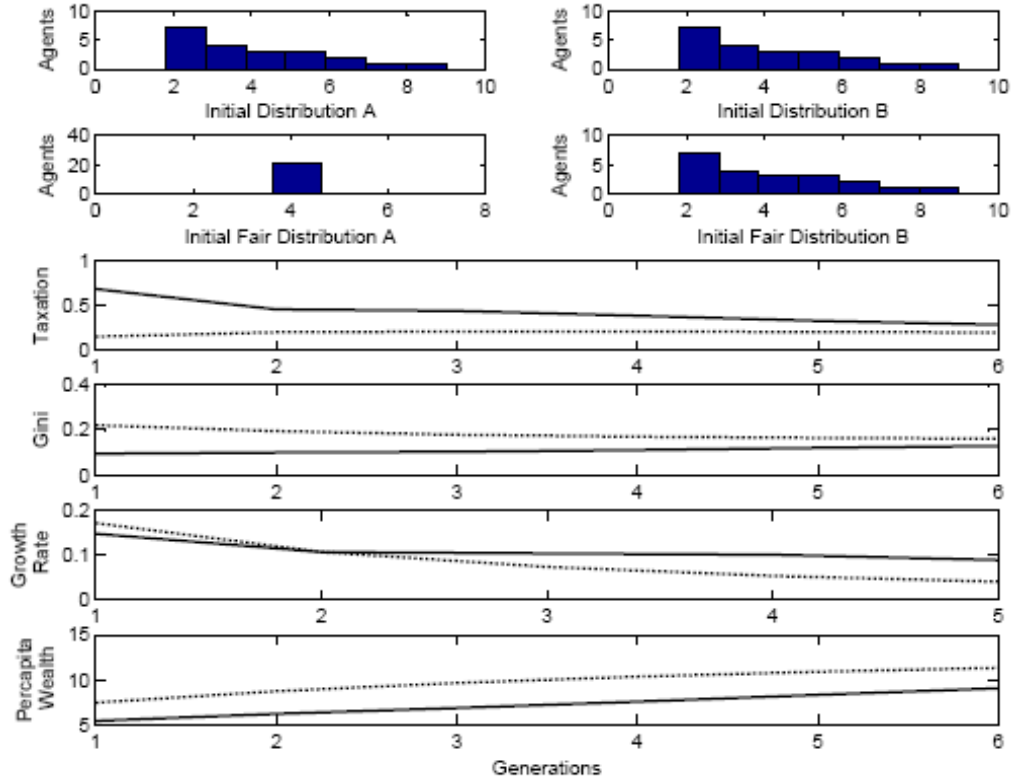 10
5
0
Agents
0 2 4 6 8 10
Initial Distribution A
10
5
0
Agents
0 2 4 6 8 10
Initial Distribution B
40
20
0
Agents
0 2 4 6 8
Initial Fair Distribution A
10
5
0
Agents
0 2 4 6 8 10
Initial Fair Distribution B
1
0.5
0
Taxation
1 2 3 4 5 6
0.4
0.2
0
Gini
1 2 3 4 5 6
0.2
0.1
0
Growth
Rate
1 2 3 4 5
15
10
5
Percapita
Wealth
1 2 3 4 5 6
Generations